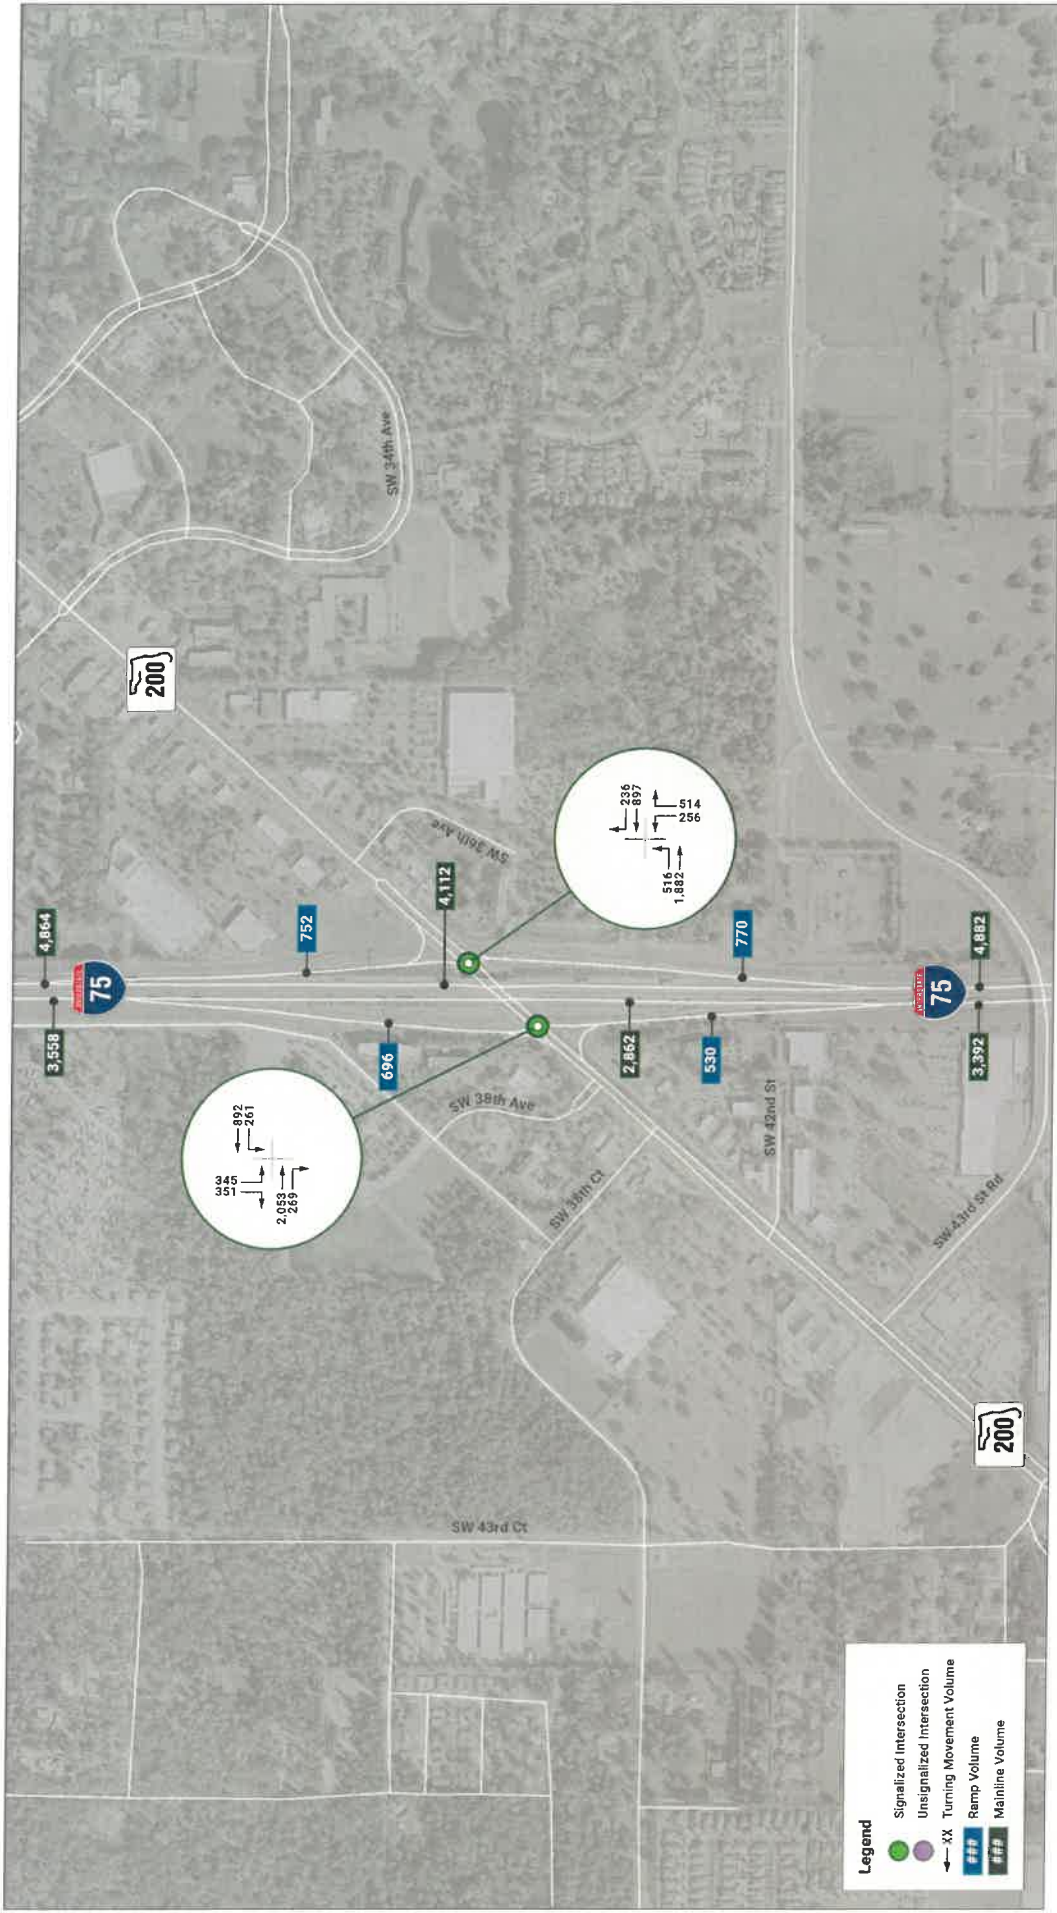 200
SW 34th Ave
SW 36th Ave
4,864
3,558
INTERSTATE
75
752
4,112
696
2,862
770
530
INTERSTATE
75
4,882
3,392
236
897
514
256
516
1,882
892
261
345
351
2,053
269
SW 38th Ave
SW 38th Ct
SW 42nd St
SW 43rd St Rd
200
SW 43rd Ct
Legend
Signalized Intersection
Unsignalized Intersection
XX Turning Movement Volume
### Ramp Volume
### Mainline Volume